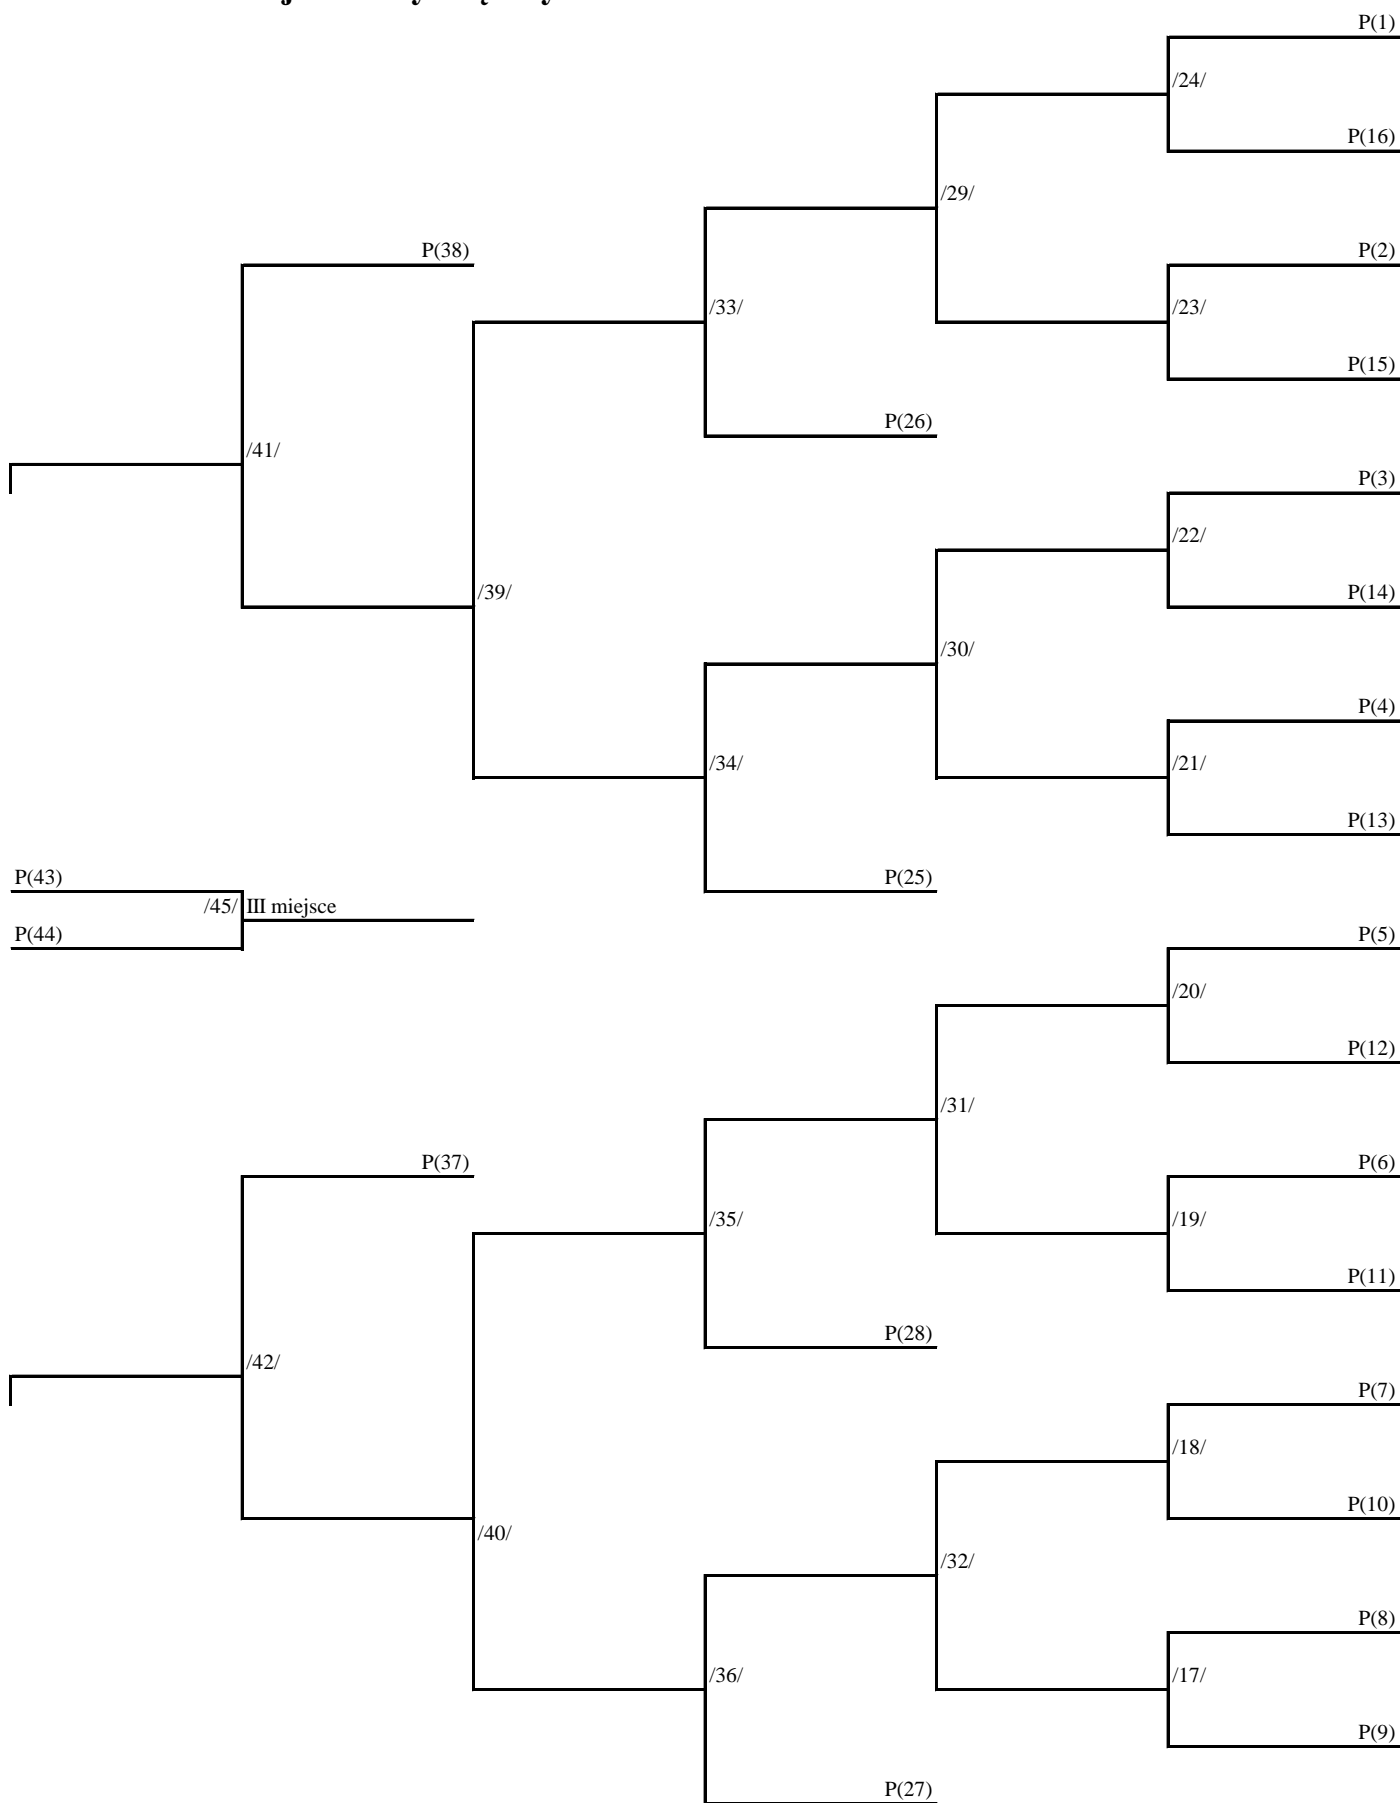 P(1)
/24/
P(16)
/29/
P(38)
P(2)
/33/
/23/
P(15)
P(26)
/41/
P(3)
/22/
/39/
P(14)
/30/
P(4)
/34/
/21/
P(13)
P(43)
P(25)
/45/ III miejsce
P(44)
P(5)
/20/
P(12)
/31/
P(37)
P(6)
/35/
/19/
P(11)
P(28)
/42/
P(7)
/18/
P(10)
/40/
/32/
P(8)
/36/
/17/
P(9)
P(27)